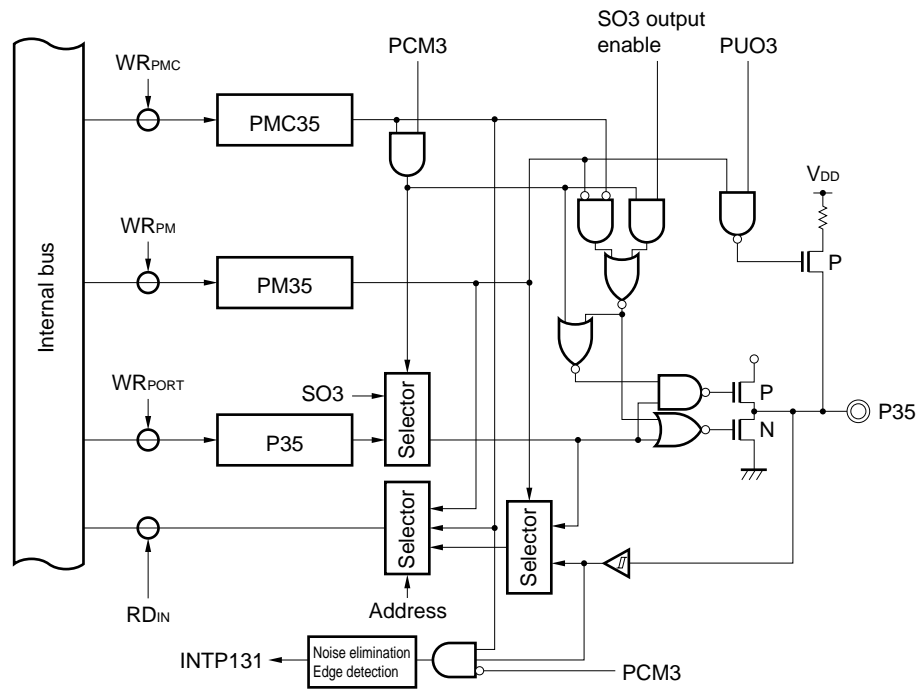 SO3 output
enable
PCM3
PUO3
WRPMC
PMC35
VDD
WRPM
P
PM35
Internal bus
WRPORT
SO3
Selector
P
P35
P35
N
Selector
Selector
RDIN
Address
INTP131
Noise elimination
Edge detection
PCM3